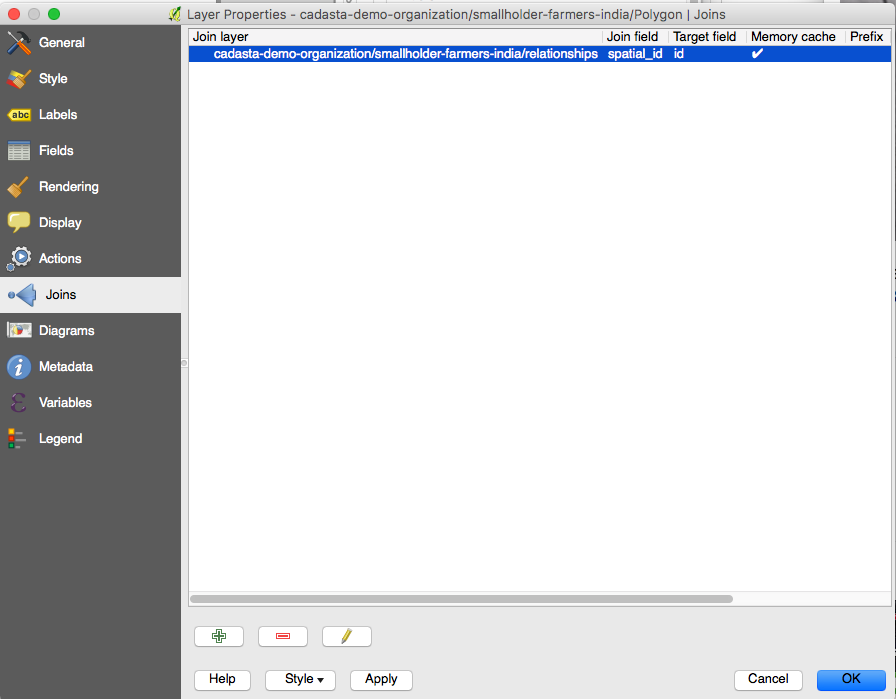 Layer Properties - cadasta-demo-organization/smallholder-farmers-india/Polygon | Joins
General
Style
abc Labels
Fields
Rendering
Display
Actions
Joins
Diagrams
Metadata
Variables
Legend
Join layer Join field Target field Memory cache Prefix
cadasta-demo-organization/smallholder-farmers-india/relationships spatial_id id ✔
Help Style ▾ Apply Cancel OK